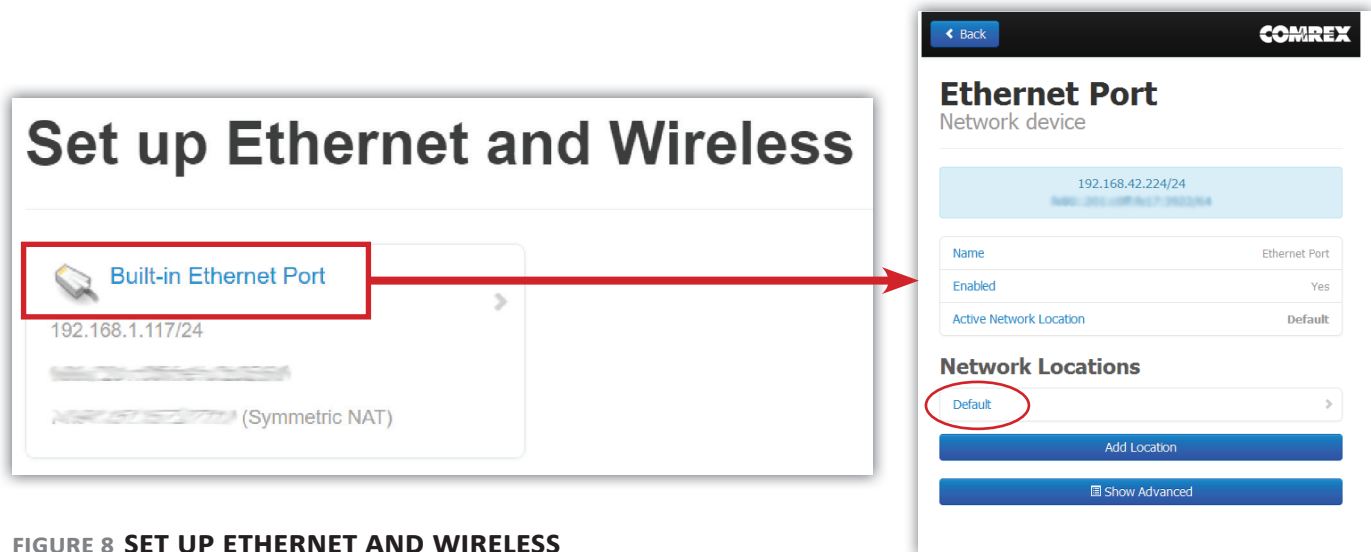 Set up Ethernet and Wireless
Built-in Ethernet Port
192.168.1.117/24
(Symmetric NAT)
FIGURE 8 SET UP ETHERNET AND WIRELESS
Back
COMREX
Ethernet Port
Network device
192.168.42.224/24
Name Ethernet Port
Enabled Yes
Active Network Location Default
Network Locations
Default
Add Location
Show Advanced